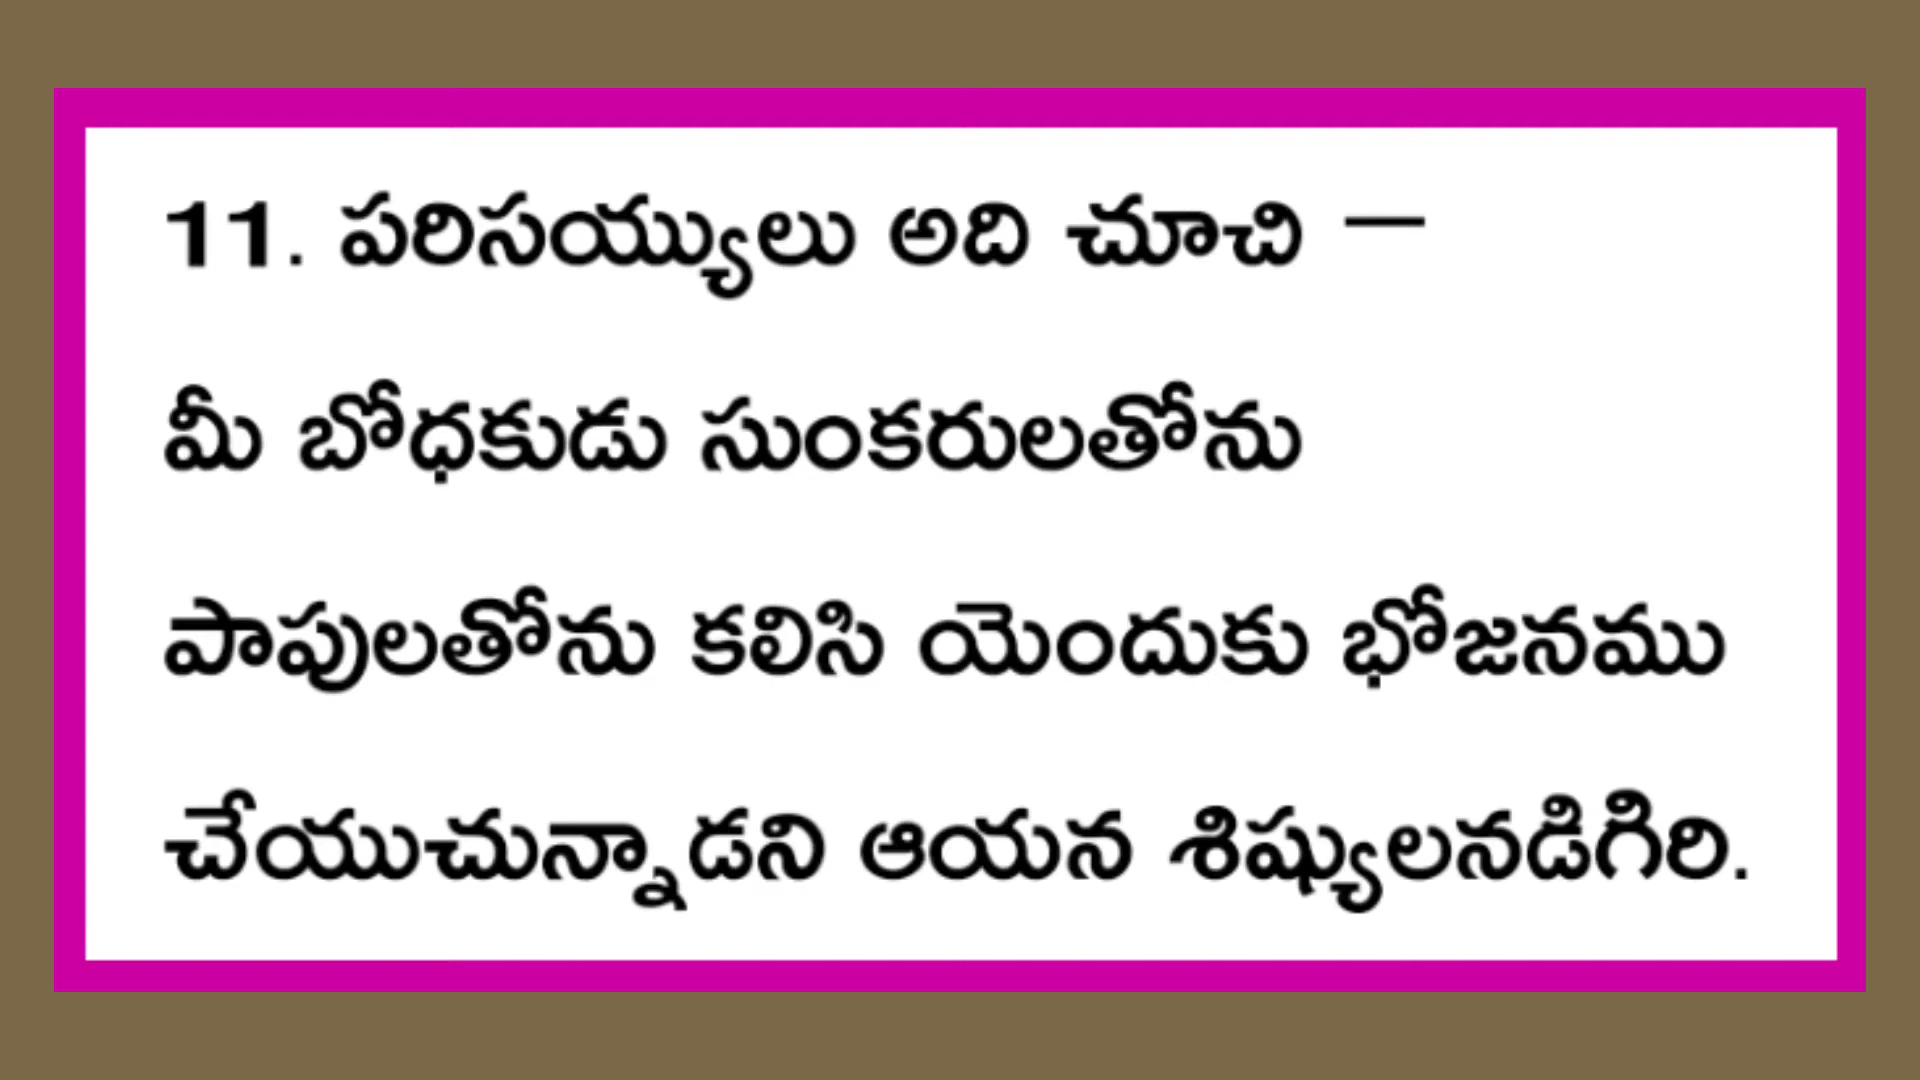 11. పరిసయ్యులు అది చూచి —
మీ బోధకుడు సుంకరులతోను
పాపులతోను కలిసి యెందుకు భోజనము
చేయుచున్నాడని ఆయన శిష్యులనడిగిరి.